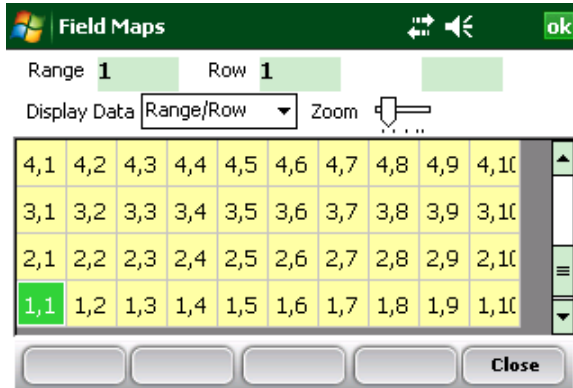 Field Maps ok
Range 1 Row 1
Display Data Range/Row Zoom
4,1 4,2 4,3 4,4 4,5 4,6 4,7 4,8 4,9 4,10
3,1 3,2 3,3 3,4 3,5 3,6 3,7 3,8 3,9 3,10
2,1 2,2 2,3 2,4 2,5 2,6 2,7 2,8 2,9 2,10
1,1 1,2 1,3 1,4 1,5 1,6 1,7 1,8 1,9 1,10
Close